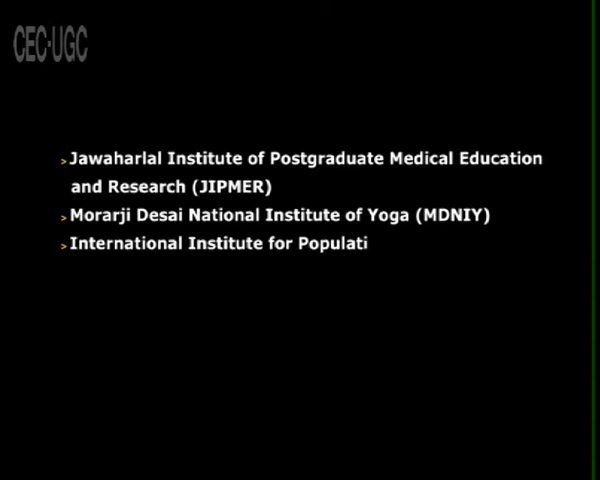 CEC-UGC
>Jawaharlal Institute of Postgraduate Medical Education
and Research (JIPMER)
>Morarji Desai National Institute of Yoga (MDNIY)
>International Institute for Populati